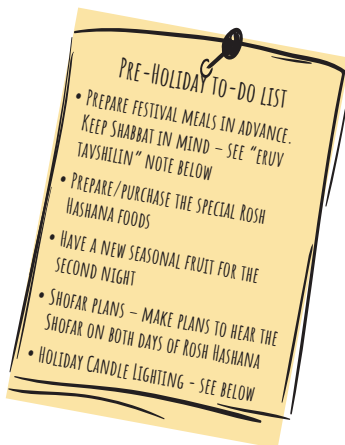 Pre-Holiday to-do list
• Prepare festival meals in advance.
Keep Shabbat in mind – see "eruv
tavshilin" note below
• Prepare/purchase the special Rosh
Hashana foods
• Have a new seasonal fruit for the
second night
• Shofar plans – make plans to hear the
Shofar on both days of Rosh Hashana
• Holiday Candle Lighting - see below